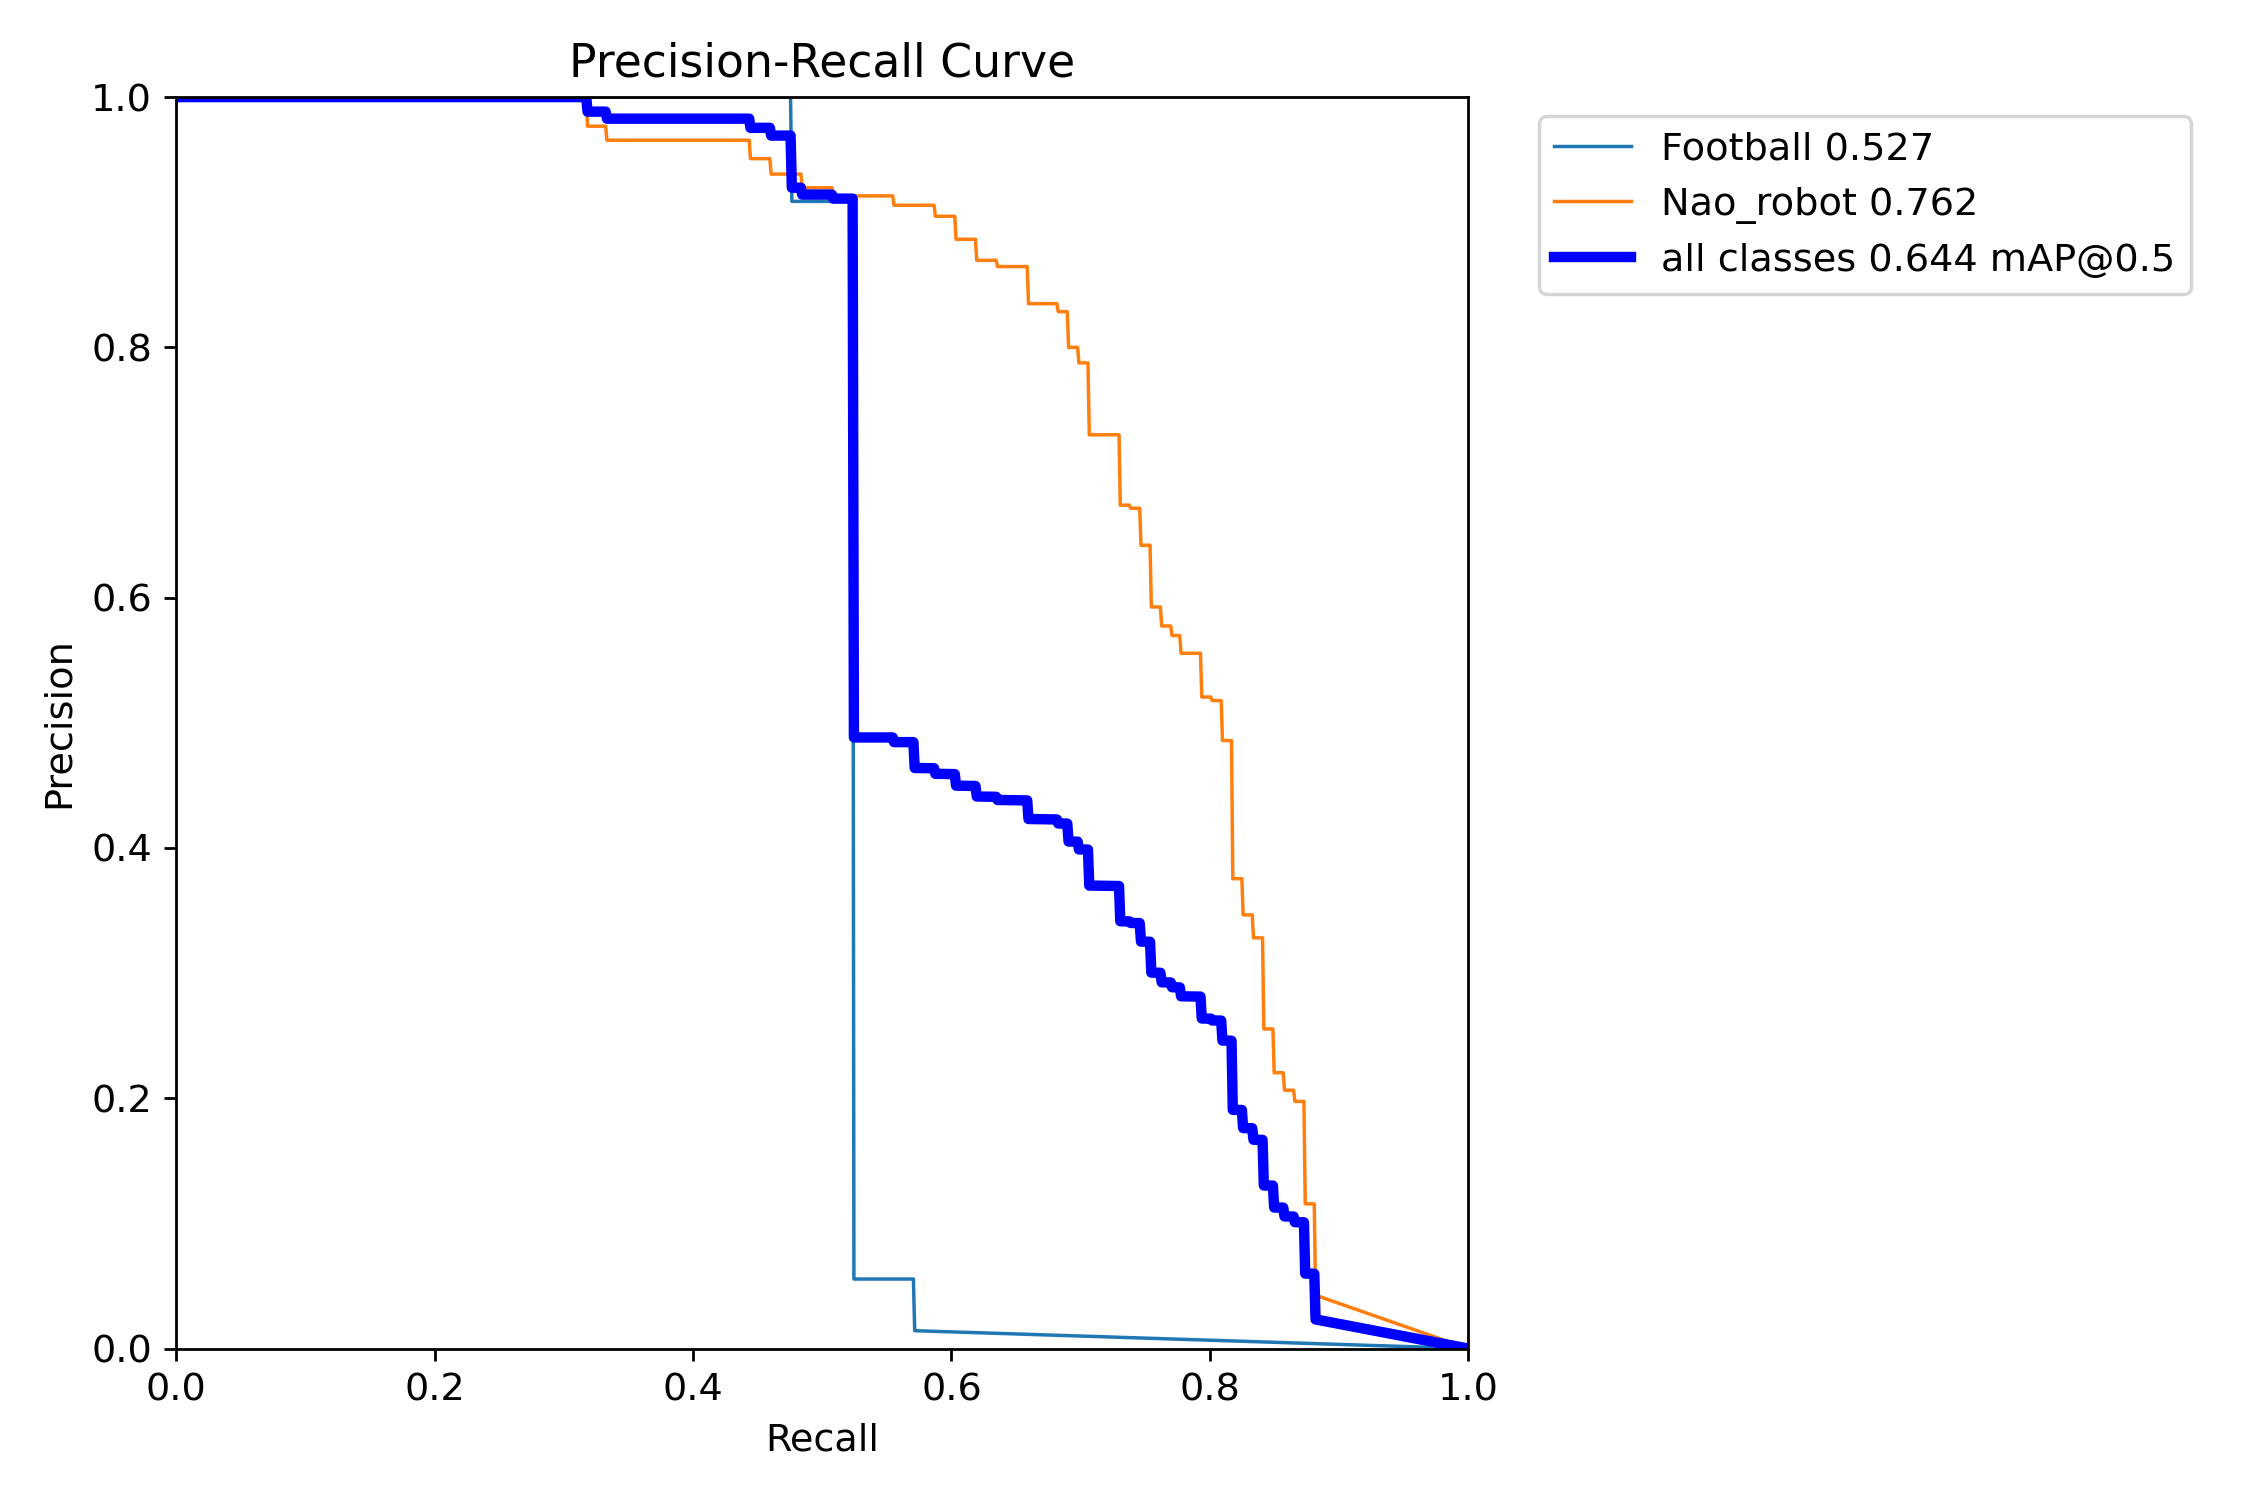 Precision-Recall Curve
1.0
0.8
0.6
0.4
0.2
0.0
Precision
0.0 0.2 0.4 0.6 0.8 1.0
Recall
Football 0.527
Nao_robot 0.762
all classes 0.644 mAP@0.5